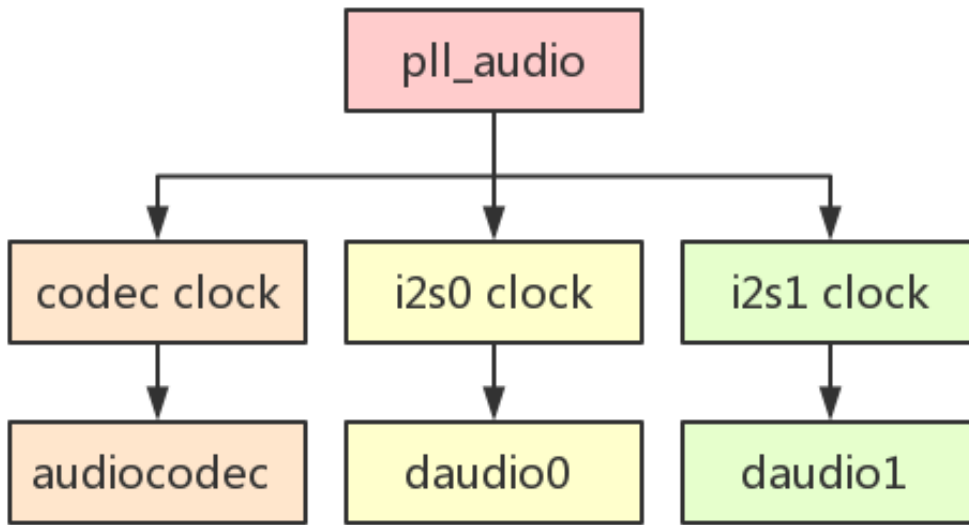 pll_audio
codec clock
i2s0 clock
i2s1 clock
audiocodec
daudio0
daudio1